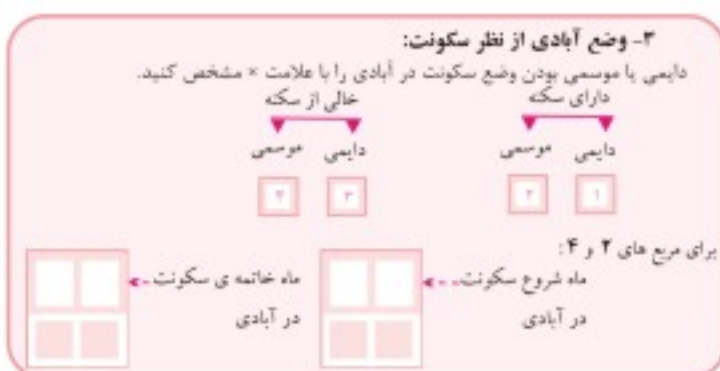 ۳- وضع آبادی از نظر سکونت:
دایمی یا موسمی بودن وضع سکونت در آبادی را با علامت × مشخص کنید.
دارای سکنه خالی از سکنه
دایمی موسمی دایمی موسمی
۱ ۲ ۳ ۴
برای مربع های ۲ و ۴:
ماه شروع سکونت ماه خاتمه ی سکونت
در آبادی در آبادی